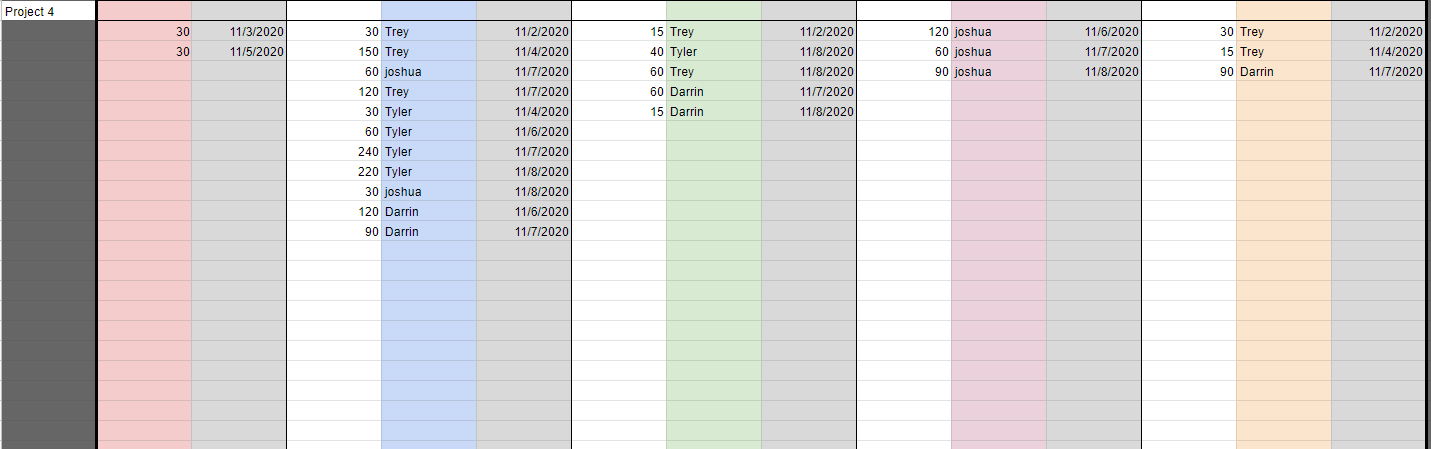 Project 4
30 11/3/2020 30 Trey 11/2/2020 15 Trey 11/2/2020 120 joshua 11/6/2020 30 Trey 11/2/2020
30 11/5/2020 150 Trey 11/4/2020 40 Tyler 11/8/2020 60 joshua 11/7/2020 15 Trey 11/4/2020
60 joshua 11/7/2020 60 Trey 11/8/2020 90 joshua 11/8/2020 90 Darrin 11/7/2020
120 Trey 11/7/2020 60 Darrin 11/7/2020
30 Tyler 11/4/2020 15 Darrin 11/8/2020
60 Tyler 11/6/2020
240 Tyler 11/7/2020
220 Tyler 11/8/2020
30 joshua 11/8/2020
120 Darrin 11/6/2020
90 Darrin 11/7/2020